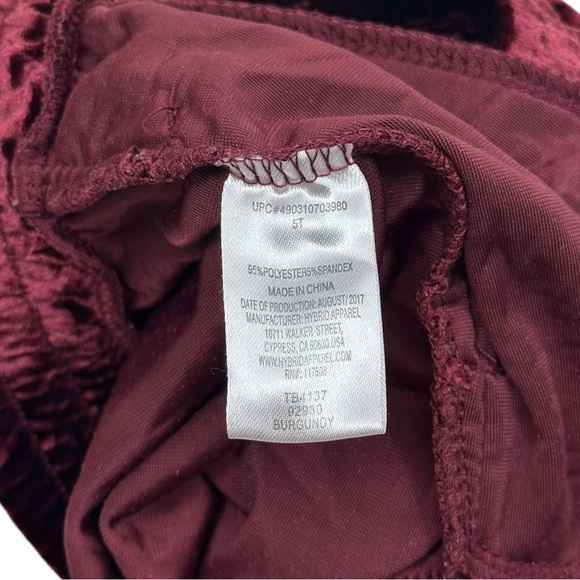 UPC#490310703980
5T
95%POLYESTER5%SPANDEX
MADE IN CHINA
DATE OF PRODUCTION: AUGUST/ 2017
MANUFACTURER: HYBRID APPAREL
10711 WALKER STREET,
CYPRESS, CA 90630, USA
WWW.HYBRIDAPPAREL.COM
RN#: 117508
TB4137
92930
BURGUNDY